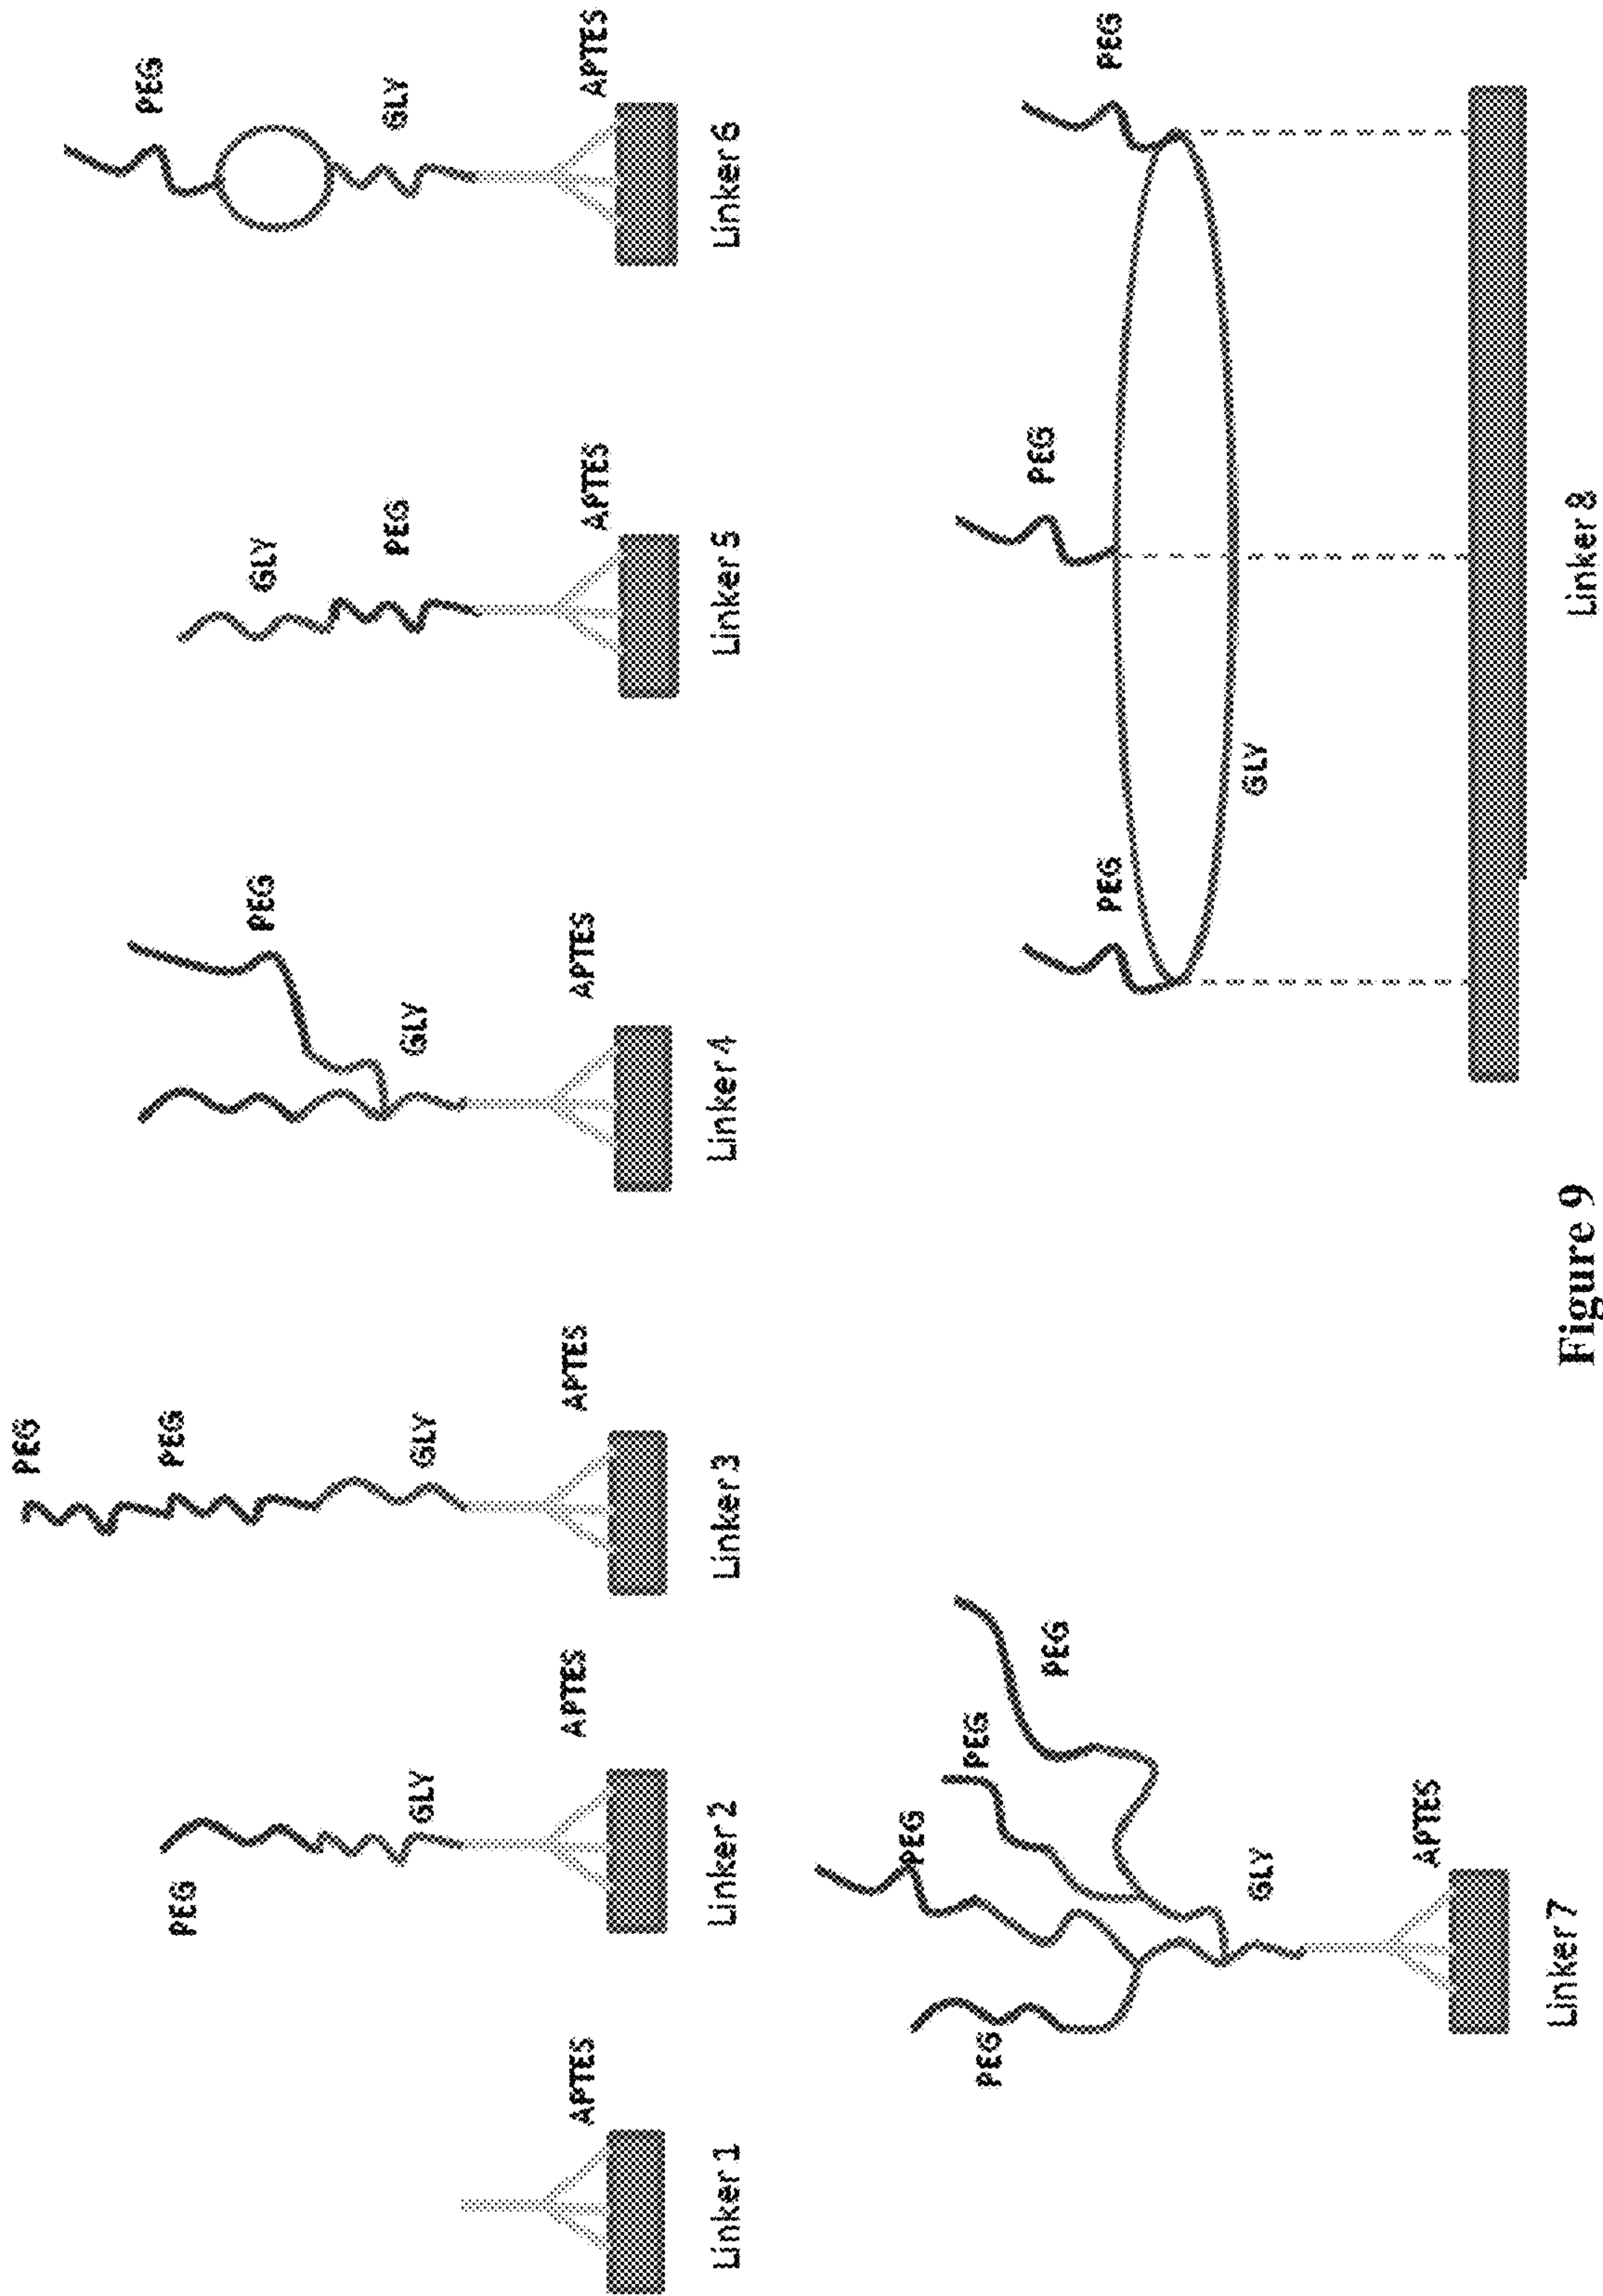 APTES
Linker 1
PEG
GLY
APTES
Linker 2
PEG
PEG
GLY
APTES
Linker 3
PEG
GLY
APTES
Linker 4
GLY
PEG
APTES
Linker 5
PEG
GLY
APTES
Linker 6
PEG
PEG
PEG
PEG
GLY
APTES
Linker 7
PEG
PEG
PEG
GLY
Linker 8
Figure 9